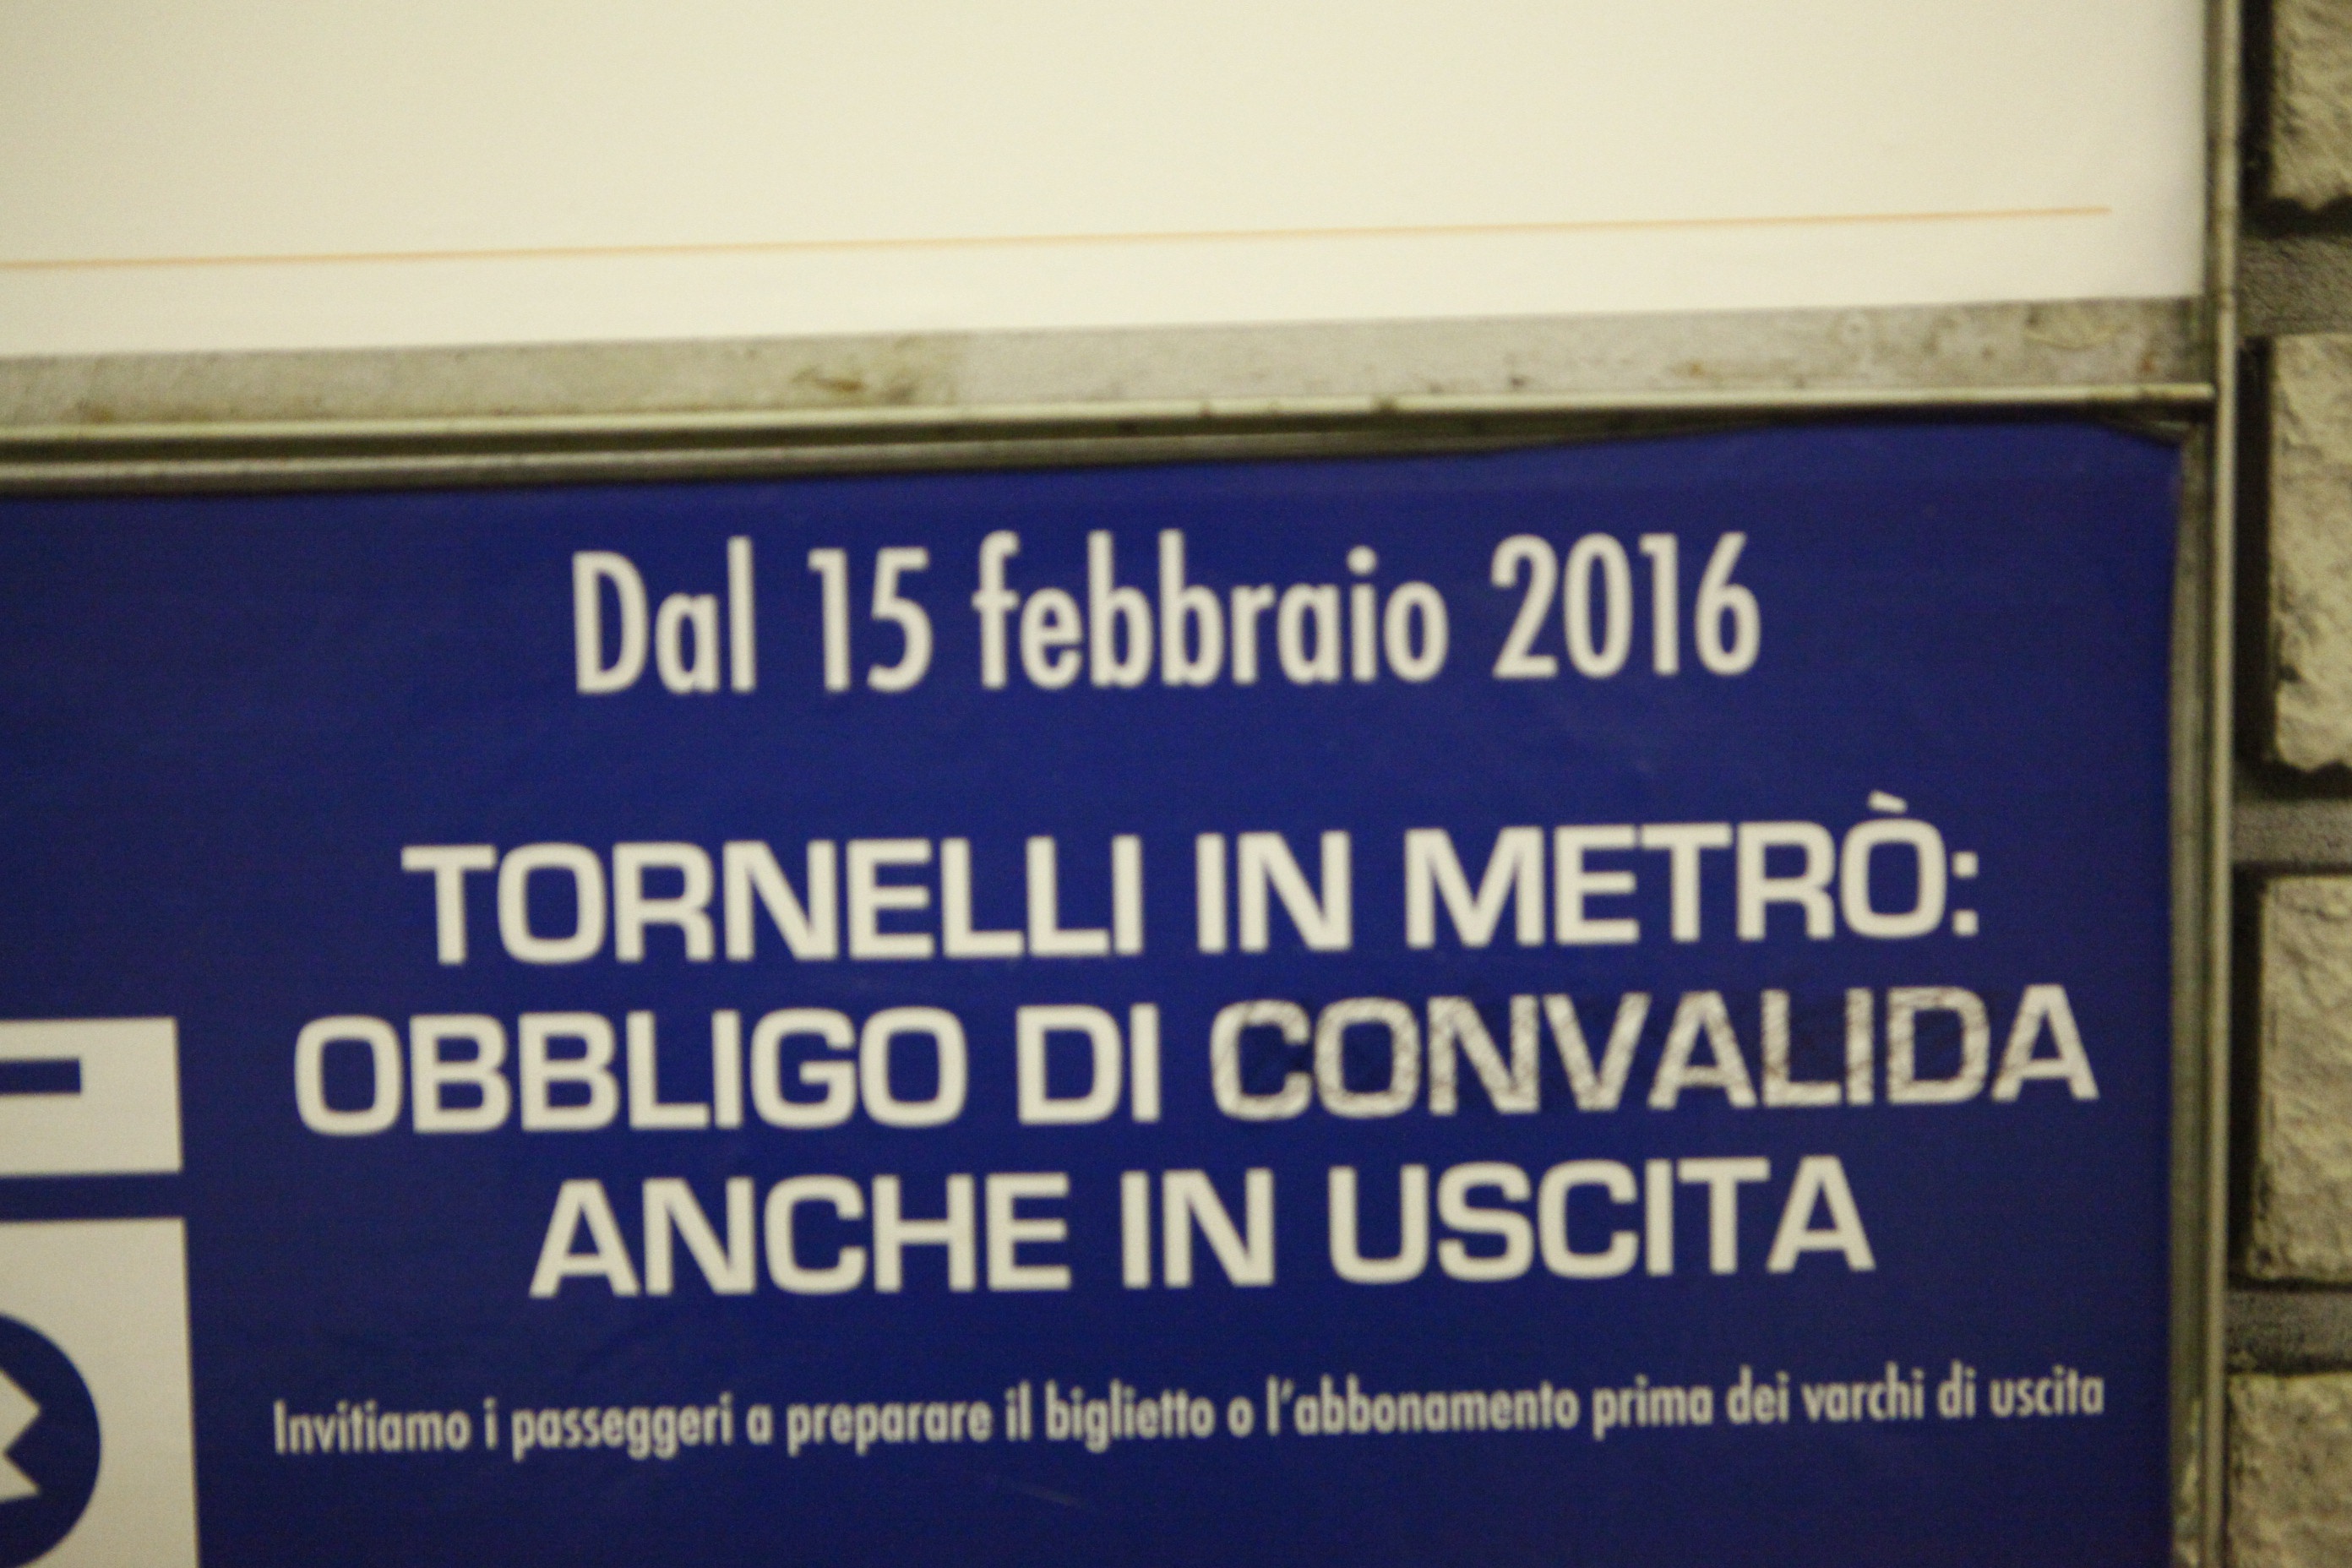 Dal 15 febbraio 2016
TORNELLI IN METRÒ:
OBBLIGO DI CONVALIDA
ANCHE IN USCITA
Invitiamo i passeggeri a preparare il biglietto o l'abbonamento prima dei varchi di uscita